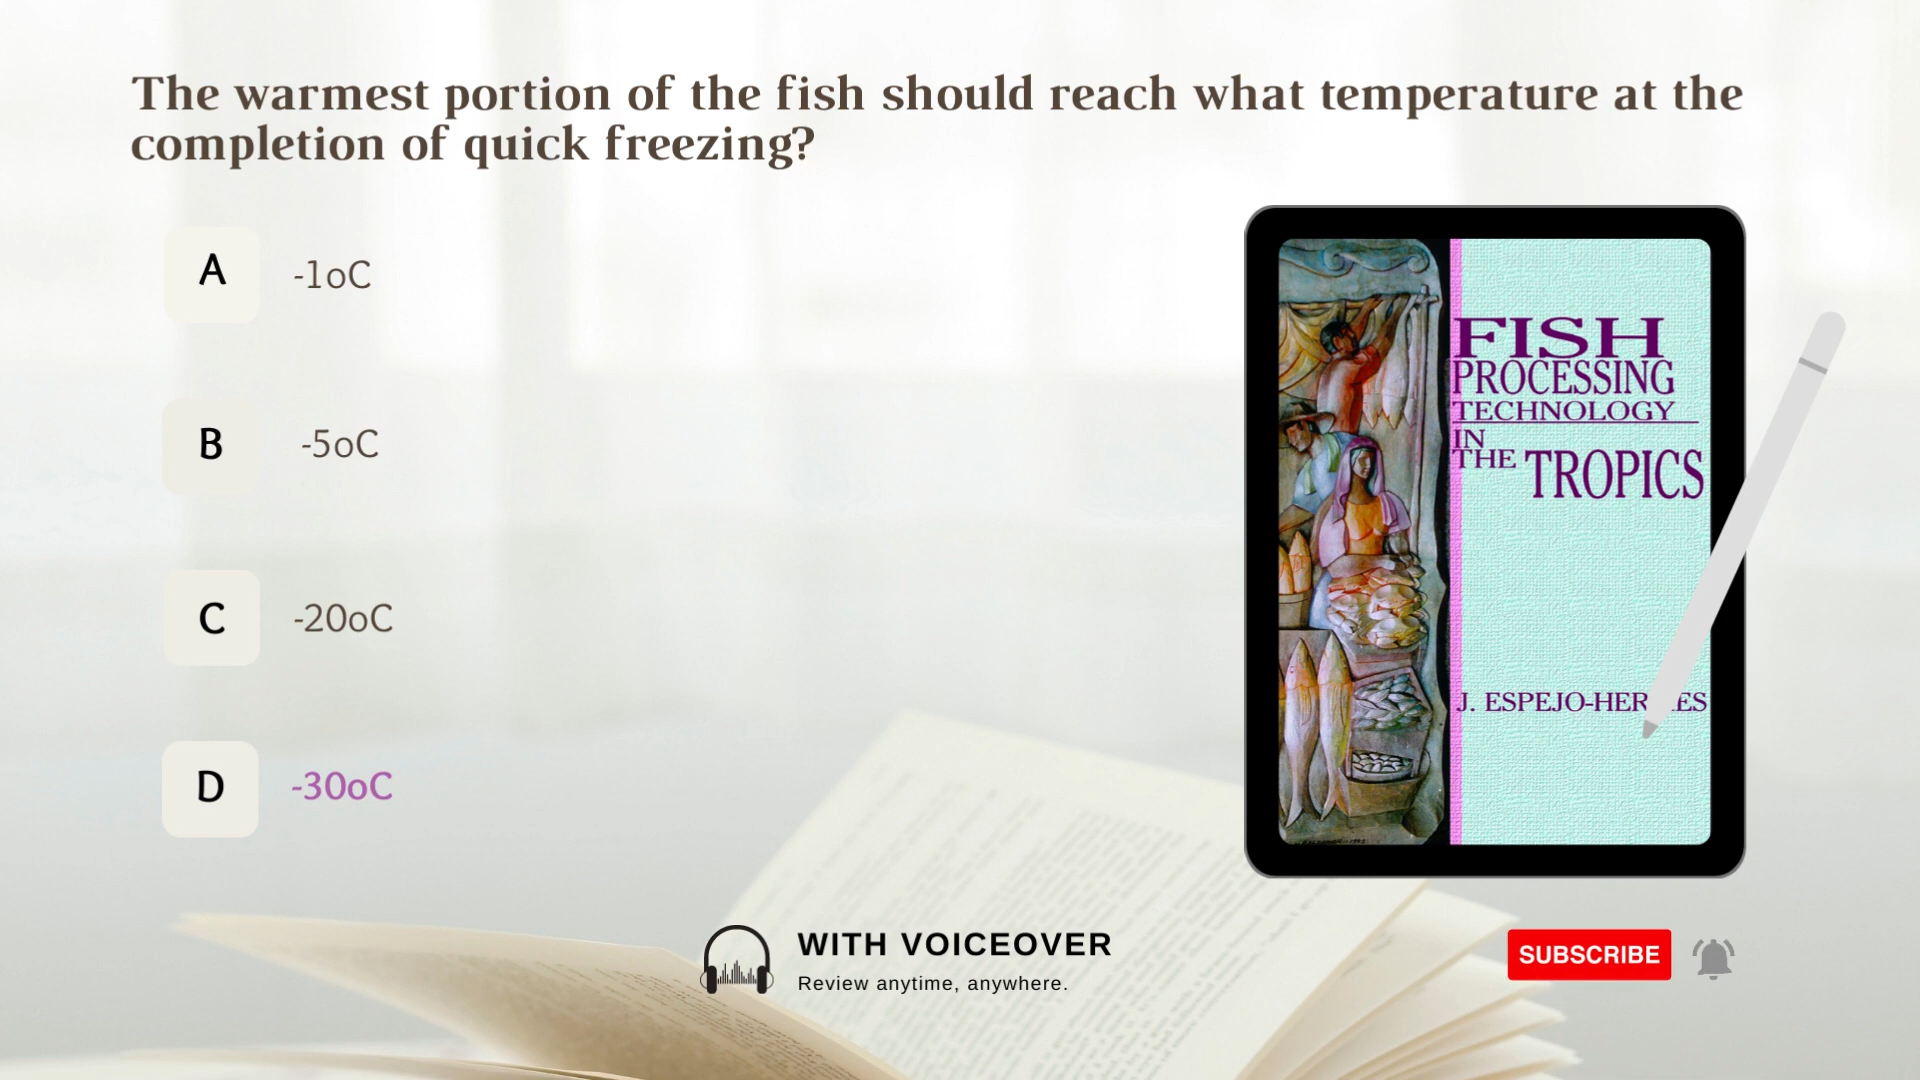 The warmest portion of the fish should reach what temperature at the
completion of quick freezing?
A -1oC
B -5oC
C -20oC
D -30oC
FISH
PROCESSING
TECHNOLOGY
IN
THE TROPICS
J. ESPEJO-HER ES
WITH VOICEOVER
Review anytime, anywhere.
SUBSCRIBE